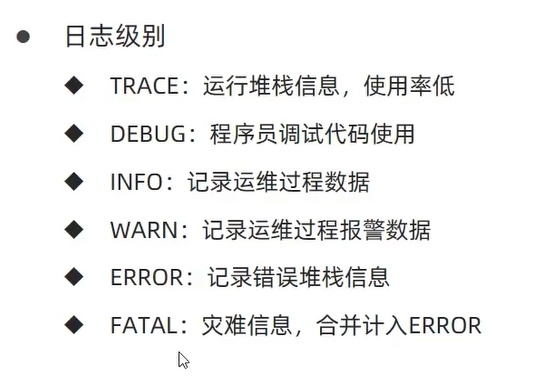 ● 日志级别
◆ TRACE：运行堆栈信息，使用率低
◆ DEBUG：程序员调试代码使用
◆ INFO：记录运维过程数据
◆ WARN：记录运维过程报警数据
◆ ERROR：记录错误堆栈信息
◆ FATAL：灾难信息，合并计入ERROR